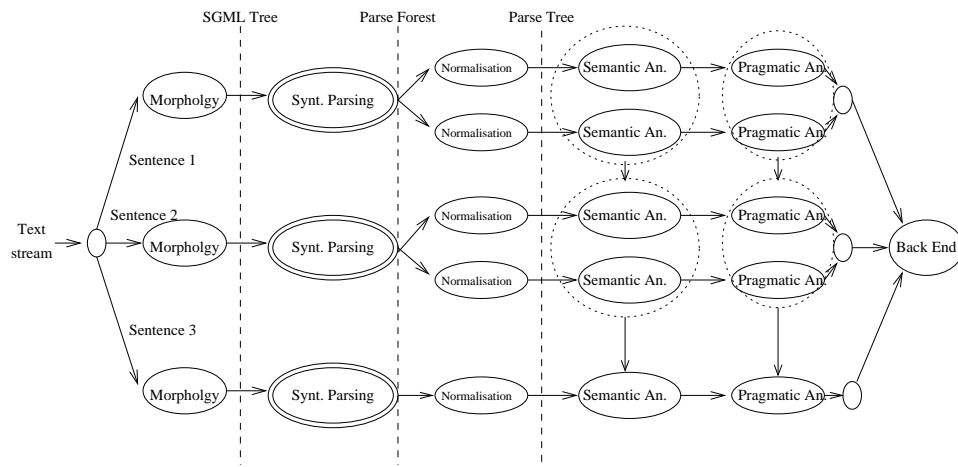 SGML Tree
Parse Forest
Parse Tree
Normalisation
Semantic An.
Pragmatic An.
Morpholgy
Synt. Parsing
Normalisation
Semantic An.
Pragmatic An.
Sentence 1
Sentence 2
Normalisation
Semantic An.
Pragmatic An.
Text
stream
Morpholgy
Synt. Parsing
Back End
Normalisation
Semantic An.
Pragmatic An.
Sentence 3
Morpholgy
Synt. Parsing
Normalisation
Semantic An.
Pragmatic An.